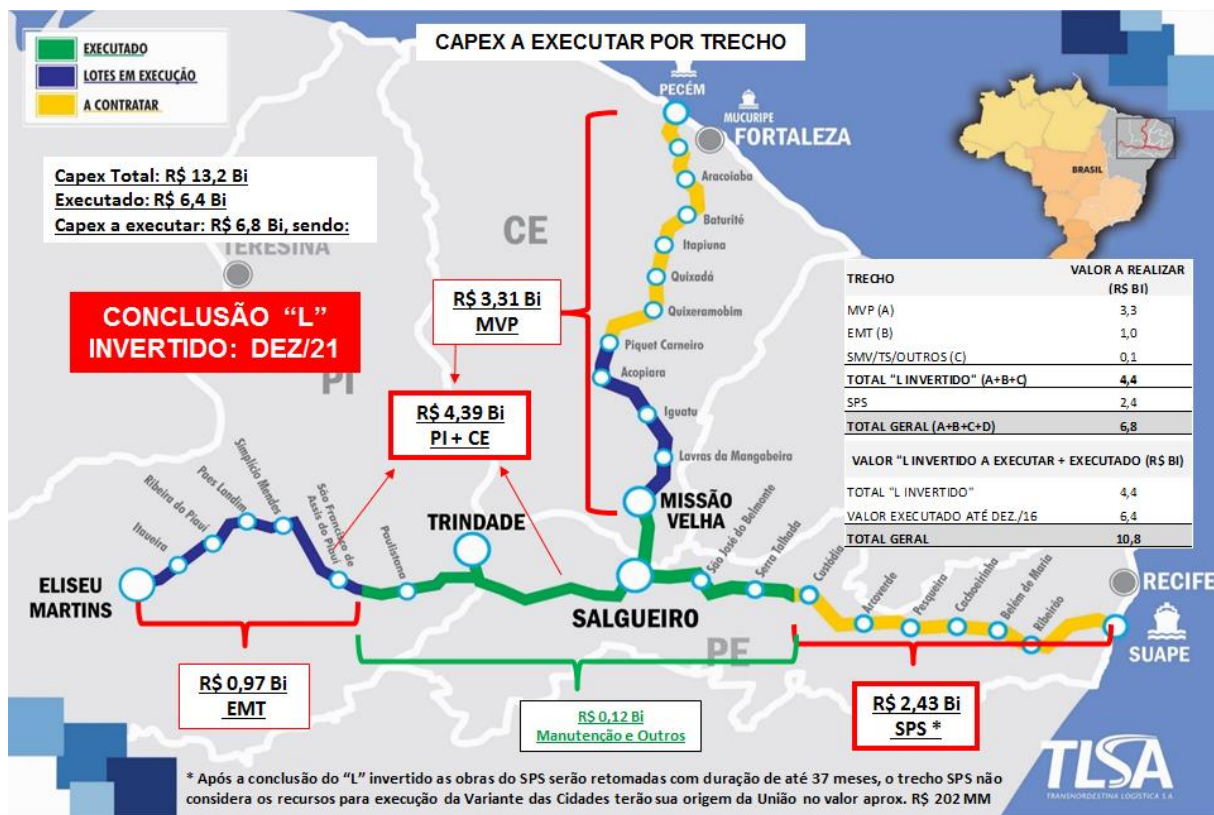 CAPEX A EXECUTAR POR TRECHO
EXECUTADO
LOTES EM EXECUÇÃO
A CONTRATAR
Capex Total: R$ 13,2 Bi
Executado: R$ 6,4 Bi
Capex a executar: R$ 6,8 Bi, sendo:
TERESINA
CONCLUSÃO “L”
INVERTIDO: DEZ/21
PI
CE
PE
R$ 3,31 Bi
MVP
R$ 4,39 Bi
PI + CE
PECÉM
MUCURIPE
FORTALEZA
Aracoiaba
Baturité
Itapiuna
Quixadá
Quixeramobim
Piquet Carneiro
Acopiara
Iguatu
Lavras da Mangabeira
MISSÃO
VELHA
BRASIL
TRECHO VALOR A REALIZAR
(R$ BI)
MVP (A) 3,3
EMT (B) 1,0
SMV/TS/OUTROS (C) 0,1
TOTAL "L INVERTIDO" (A+B+C) 4,4
SPS 2,4
TOTAL GERAL (A+B+C+D) 6,8
VALOR "L INVERTIDO A EXECUTAR + EXECUTADO (R$ BI)
TOTAL "L INVERTIDO" 4,4
VALOR EXECUTADO ATÉ DEZ./16 6,4
TOTAL GERAL 10,8
ELISEU
MARTINS
Itaueira
Ribeira do Piauí
Paes Landim
Simplício Mendes
São Francisco de
Assis do Piauí
Paulistana
TRINDADE
SALGUEIRO
São José do Belmonte
Serra Talhada
Custódia
Arcoverde
Pesqueira
Cachoeirinha
Belém de Maria
Ribeirão
RECIFE
SUAPE
R$ 0,97 Bi
EMT
R$ 0,12 Bi
Manutenção e Outros
R$ 2,43 Bi
SPS *
* Após a conclusão do “L” invertido as obras do SPS serão retomadas com duração de até 37 meses, o trecho SPS não
considera os recursos para execução da Variante das Cidades terão sua origem da União no valor aprox. R$ 202 MM
TLSA
TRANSNORDESTINA LOGÍSTICA S.A